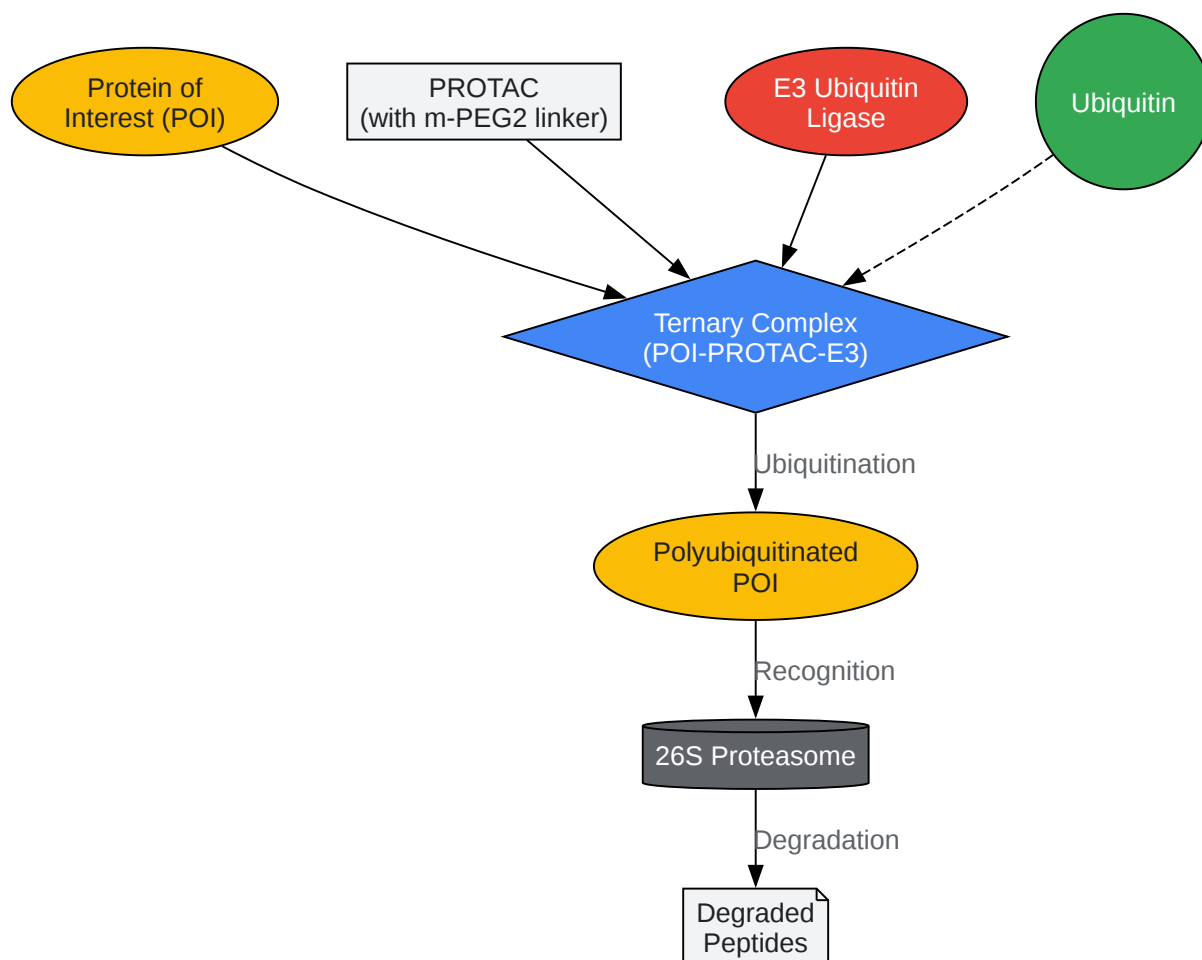 Protein of
Interest (POI)
PROTAC
(with m-PEG2 linker)
E3 Ubiquitin
Ligase
Ubiquitin
Ternary Complex
(POI-PROTAC-E3)
Ubiquitination
Polyubiquitinated
POI
Recognition
26S Proteasome
Degradation
Degraded
Peptides